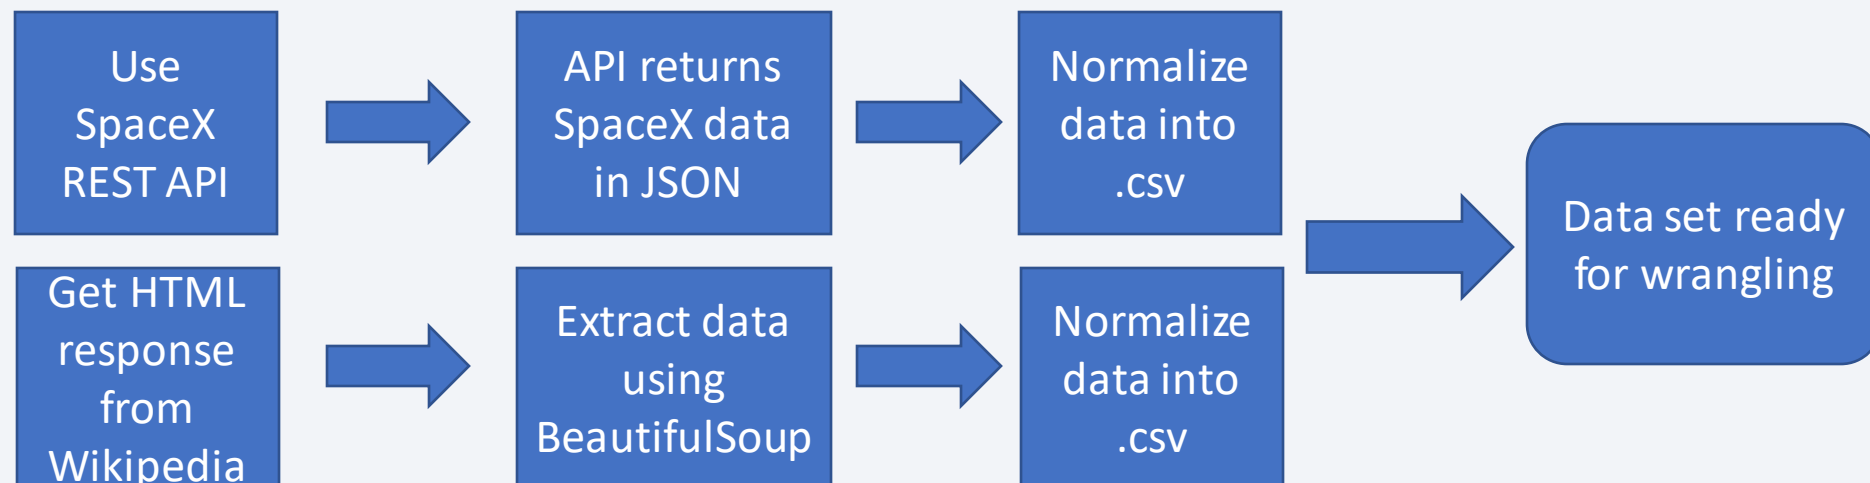 Use
SpaceX
REST API
API returns
SpaceX data
in JSON
Normalize
data into
.csv
Get HTML
response
from
Wikipedia
Extract data
using
BeautifulSoup
Normalize
data into
.csv
Data set ready
for wrangling